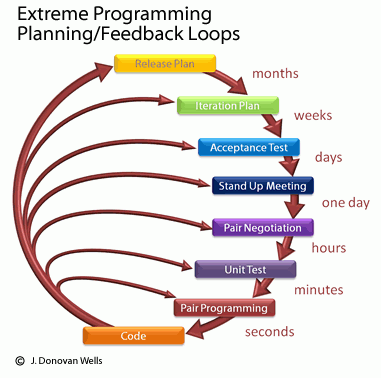 Extreme Programming
Planning/Feedback Loops
Release Plan
months
Iteration Plan
weeks
Acceptance Test
days
Stand Up Meeting
one day
Pair Negotiation
hours
Unit Test
minutes
Pair Programming
seconds
Code
© J. Donovan Wells